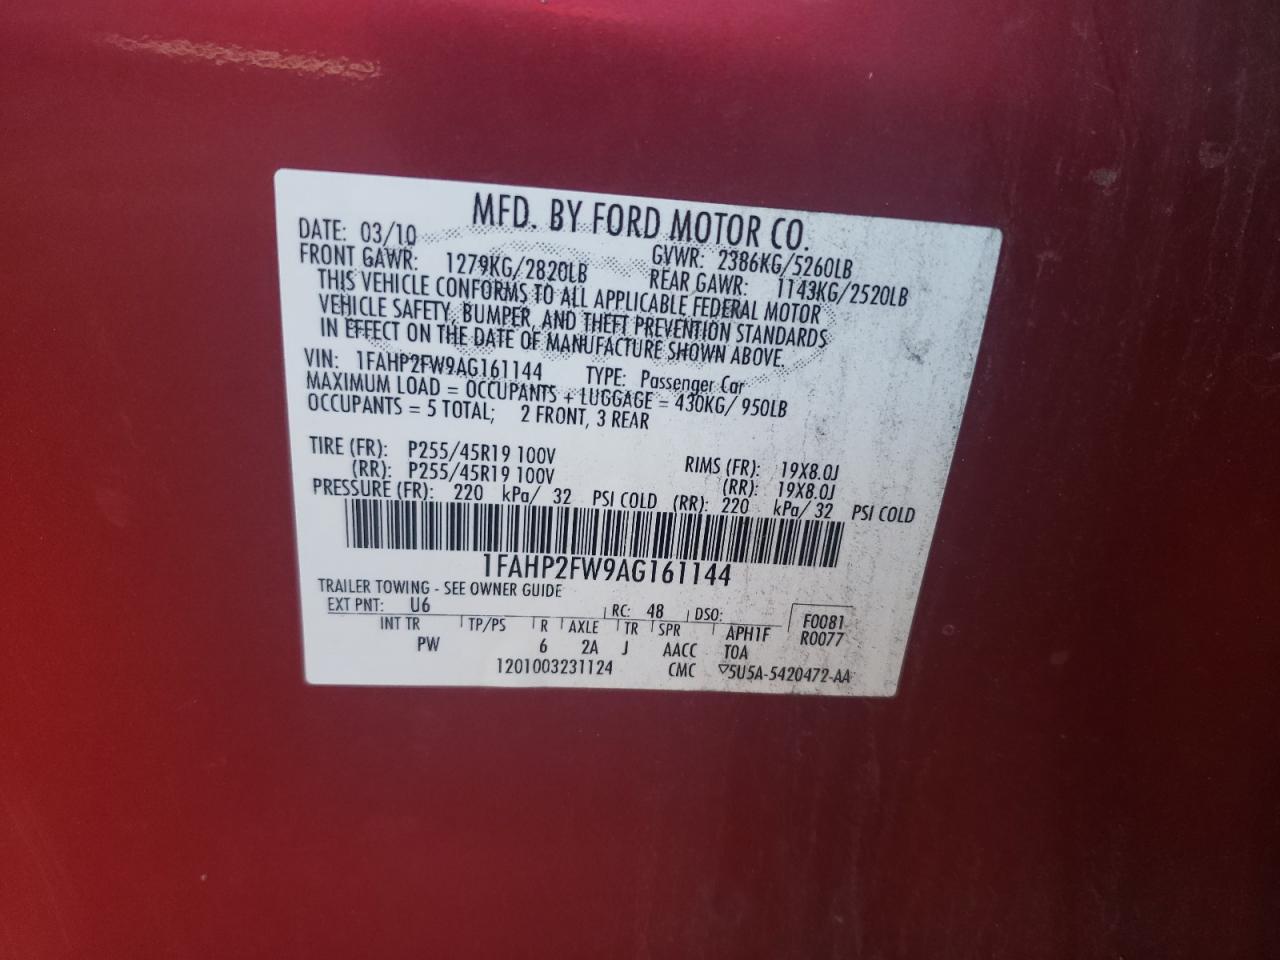 MFD. BY FORD MOTOR CO.
DATE: 03/10 GVWR: 2386KG/5260LB
FRONT GAWR: 1279KG/2820LB REAR GAWR: 1143KG/2520LB
THIS VEHICLE CONFORMS TO ALL APPLICABLE FEDERAL MOTOR
VEHICLE SAFETY, BUMPER, AND THEFT PREVENTION STANDARDS
IN EFFECT ON THE DATE OF MANUFACTURE SHOWN ABOVE.
VIN: 1FAHP2FW9AG161144 TYPE: Passenger Car
MAXIMUM LOAD = OCCUPANTS + LUGGAGE = 430KG/ 950LB
OCCUPANTS = 5 TOTAL; 2 FRONT, 3 REAR
TIRE (FR): P255/45R19 100V RIMS (FR): 19X8.0J
(RR): P255/45R19 100V (RR): 19X8.0J
PRESSURE (FR): 220 kPa/ 32 PSI COLD (RR): 220 kPa/ 32 PSI COLD
1FAHP2FW9AG161144
TRAILER TOWING - SEE OWNER GUIDE
EXT PNT: U6 RC: 48 DSO: F0081
INT TR TP/PS R AXLE TR SPR APH1F R0077
PW 6 2A J AACC TOA
1201003231124 CMC ▽5U5A-5420472-AA